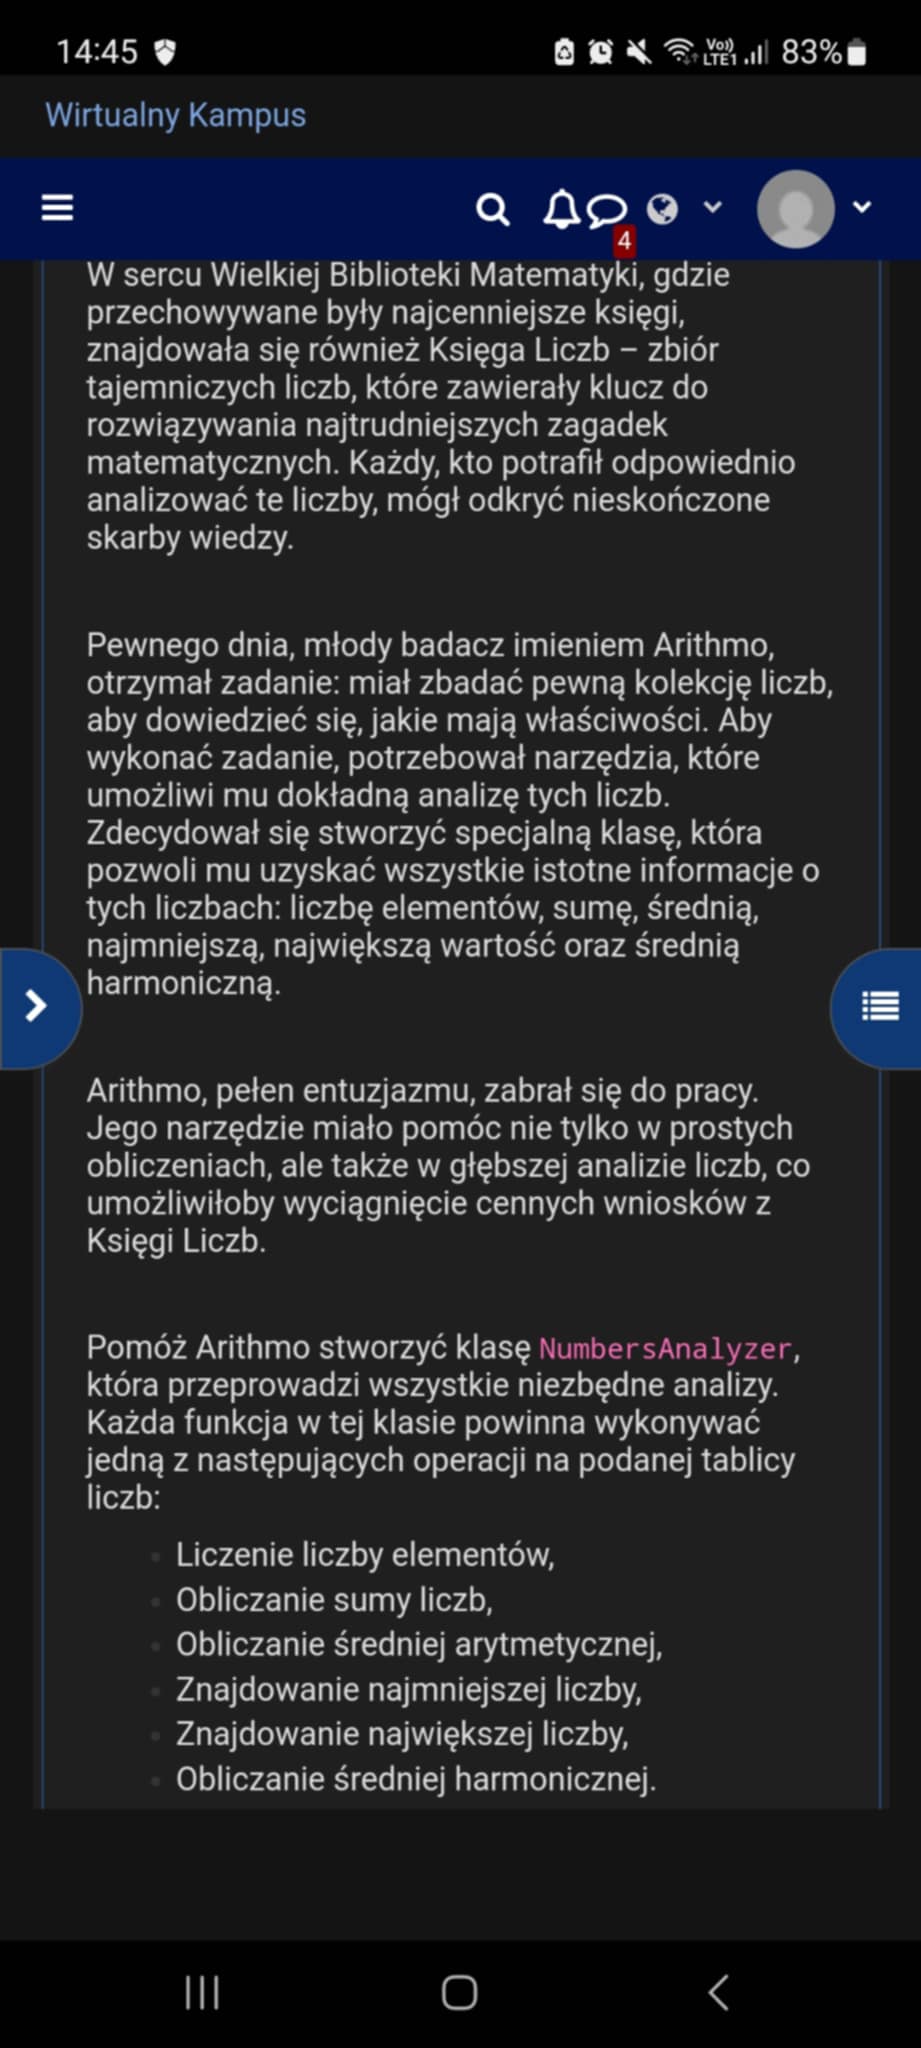 14:45
Vo))
LTE1
83%
Wirtualny Kampus
4
W sercu Wielkiej Biblioteki Matematyki, gdzie
przechowywane były najcenniejsze księgi,
znajdowała się również Księga Liczb – zbiór
tajemniczych liczb, które zawierały klucz do
rozwiązywania najtrudniejszych zagadek
matematycznych. Każdy, kto potrafił odpowiednio
analizować te liczby, mógł odkryć nieskończone
skarby wiedzy.
Pewnego dnia, młody badacz imieniem Arithmo,
otrzymał zadanie: miał zbadać pewną kolekcję liczb,
aby dowiedzieć się, jakie mają właściwości. Aby
wykonać zadanie, potrzebował narzędzia, które
umożliwi mu dokładną analizę tych liczb.
Zdecydował się stworzyć specjalną klasę, która
pozwoli mu uzyskać wszystkie istotne informacje o
tych liczbach: liczbę elementów, sumę, średnią,
najmniejszą, największą wartość oraz średnią
harmoniczną.
Arithmo, pełen entuzjazmu, zabrał się do pracy.
Jego narzędzie miało pomóc nie tylko w prostych
obliczeniach, ale także w głębszej analizie liczb, co
umożliwiłoby wyciągnięcie cennych wniosków z
Księgi Liczb.
Pomóż Arithmo stworzyć klasę NumbersAnalyzer,
która przeprowadzi wszystkie niezbędne analizy.
Każda funkcja w tej klasie powinna wykonywać
jedną z następujących operacji na podanej tablicy
liczb:
Liczenie liczby elementów,
Obliczanie sumy liczb,
Obliczanie średniej arytmetycznej,
Znajdowanie najmniejszej liczby,
Znajdowanie największej liczby,
Obliczanie średniej harmonicznej.